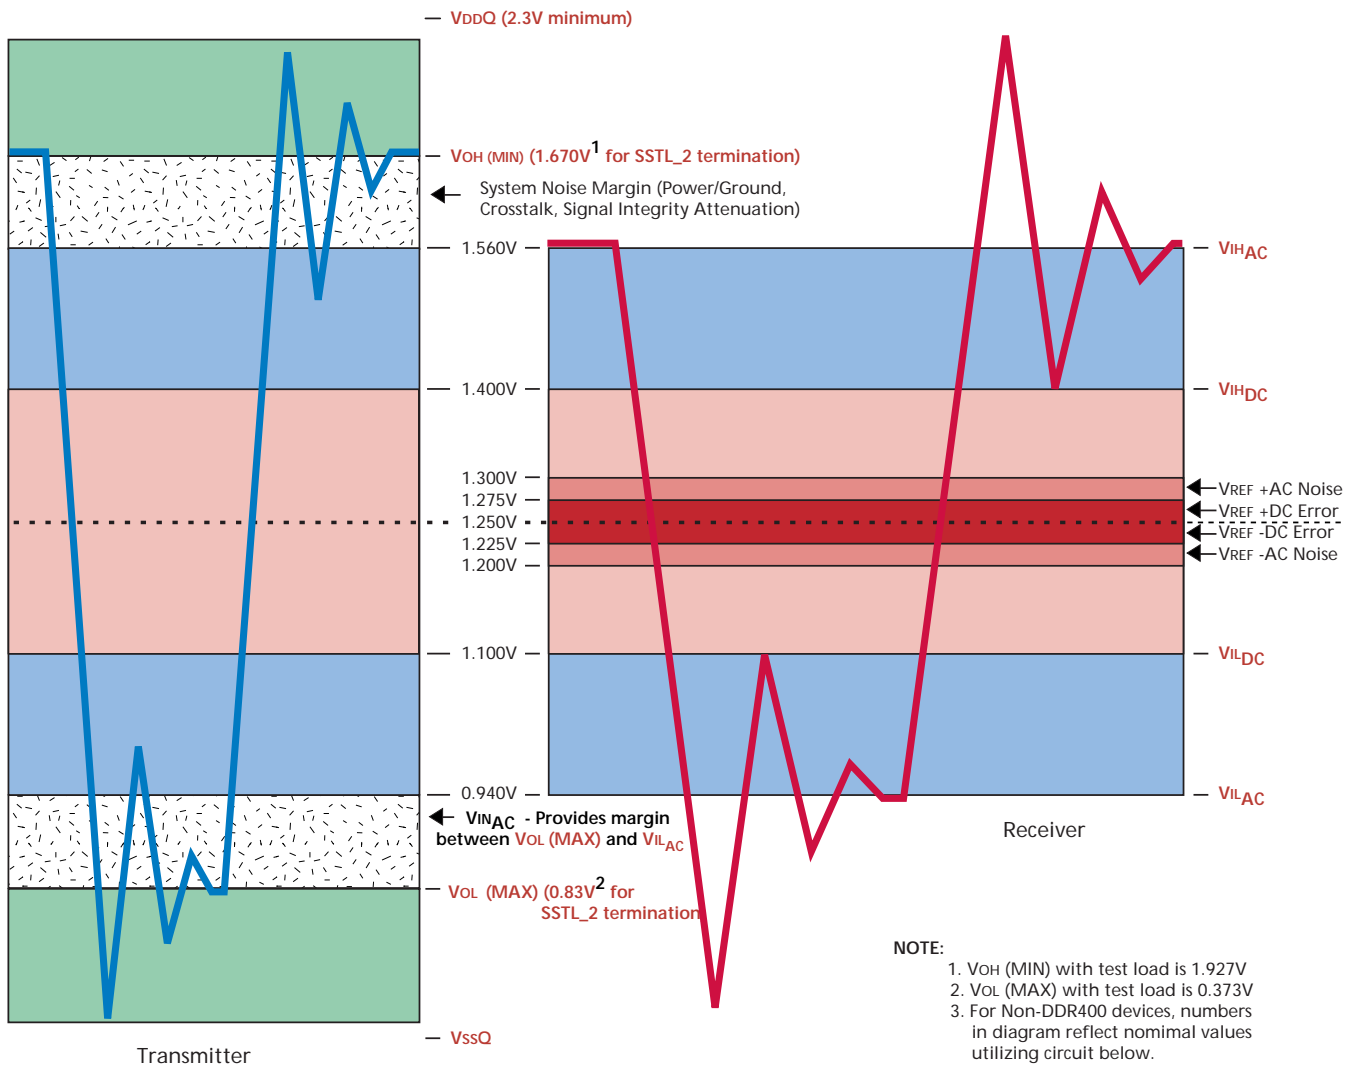 VDDQ (2.3V minimum)
VOH (MIN) (1.670V1 for SSTL_2 termination)
System Noise Margin (Power/Ground,
Crosstalk, Signal Integrity Attenuation)
1.560V
VIHAC
1.400V
VIHDC
1.300V
VREF +AC Noise
1.275V
VREF +DC Error
1.250V
1.225V
VREF -DC Error
VREF -AC Noise
1.200V
1.100V
VILDC
0.940V
VILAC
VINAC - Provides margin
between VOL (MAX) and VILAC
Receiver
VOL (MAX) (0.83V2 for
SSTL_2 termination
NOTE:
1. VOH (MIN) with test load is 1.927V
2. VOL (MAX) with test load is 0.373V
3. For Non-DDR400 devices, numbers
in diagram reflect nomimal values
utilizing circuit below.
VssQ
Transmitter